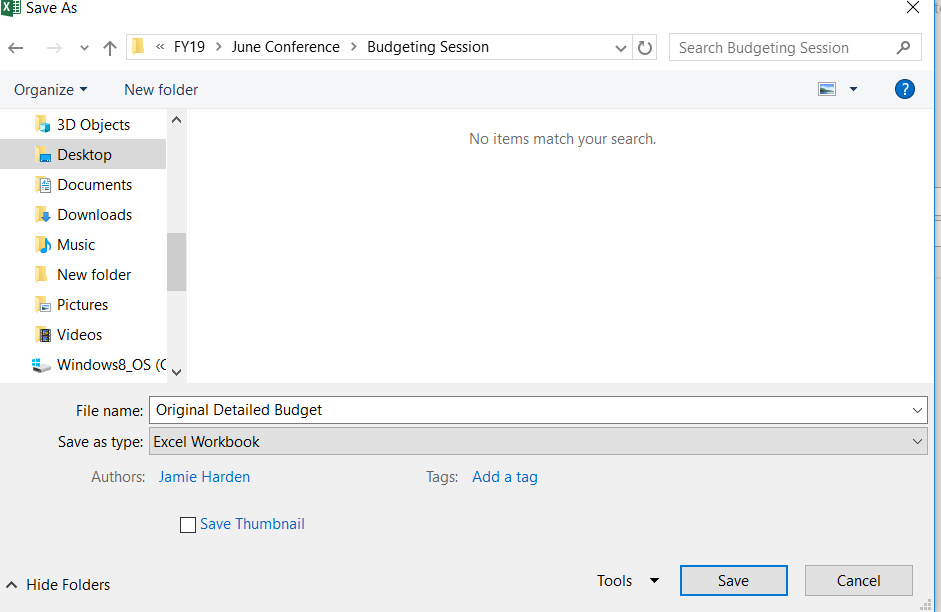 Save As
« FY19 > June Conference > Budgeting Session
Search Budgeting Session
Organize
New folder
?
3D Objects
No items match your search.
Desktop
Documents
Downloads
Music
New folder
Pictures
Videos
Windows8_OS (C
File name: Original Detailed Budget
Save as type: Excel Workbook
Authors: Jamie Harden
Tags: Add a tag
Save Thumbnail
Hide Folders
Tools
Save
Cancel